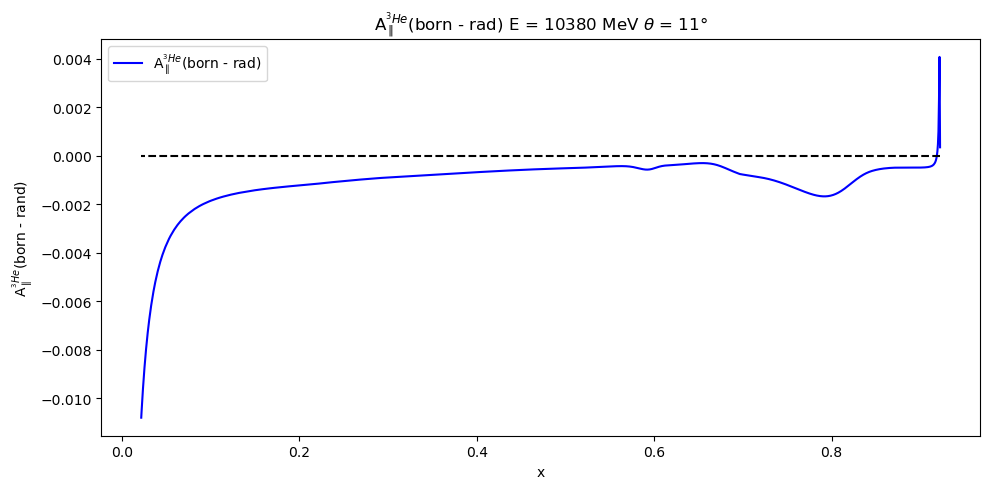 A∥³ᴴᵉ(born - rad) E = 10380 MeV θ = 11°
A∥³ᴴᵉ(born - rad)
A∥³ᴴᵉ(born - rand)
0.004
0.002
0.000
−0.002
−0.004
−0.006
−0.008
−0.010
0.0 0.2 0.4 0.6 0.8
x